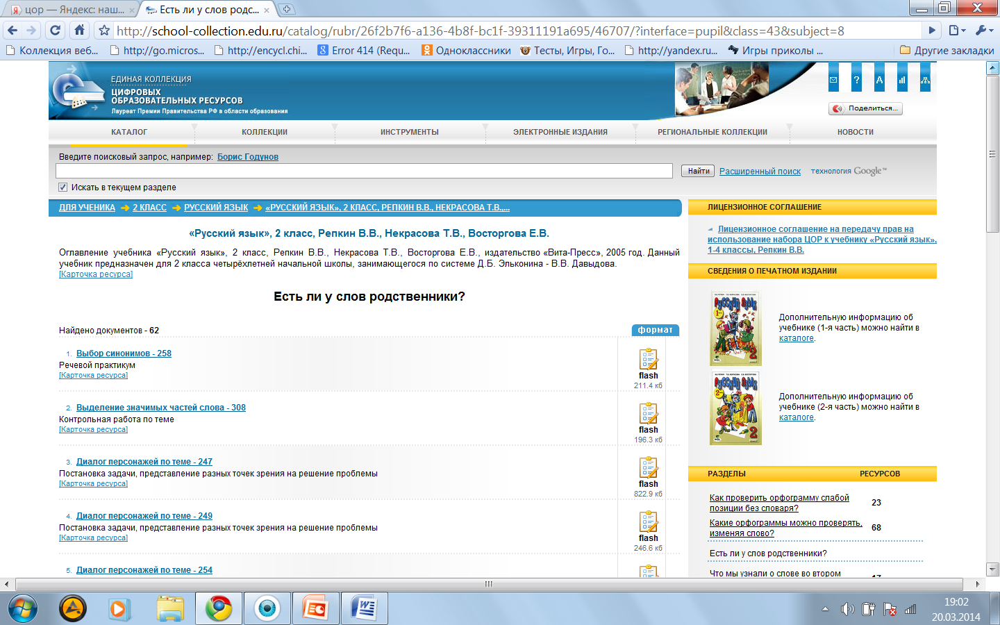 цор — Яндекс: наш...
Есть ли у слов родс...
http://school-collection.edu.ru/catalog/rubr/26f2b7f6-a136-4b8f-bc1f-39311191a695/46707/?interface=pupil&class=43&subject=8
Коллекция веб...
http://go.micros...
http://encycl.chi...
Error 414 (Requ...
Одноклассники
Тесты, Игры, Го...
http://yandex.ru...
Игры приколы ...
Другие закладки
ЕДИНАЯ КОЛЛЕКЦИЯ
ЦИФРОВЫХ
ОБРАЗОВАТЕЛЬНЫХ РЕСУРСОВ
Лауреат Премии Правительства РФ в области образования
Поделиться...
КАТАЛОГ
КОЛЛЕКЦИИ
ИНСТРУМЕНТЫ
ЭЛЕКТРОННЫЕ ИЗДАНИЯ
РЕГИОНАЛЬНЫЕ КОЛЛЕКЦИИ
НОВОСТИ
Введите поисковый запрос, например: Борис Годунов
Найти
Расширенный поиск
технология Google™
Искать в текущем разделе
ДЛЯ УЧЕНИКА
2 КЛАСС
РУССКИЙ ЯЗЫК
«РУССКИЙ ЯЗЫК», 2 КЛАСС, РЕПКИН В.В., НЕКРАСОВА Т.В.,...
«Русский язык», 2 класс, Репкин В.В., Некрасова Т.В., Восторгова Е.В.
Оглавление учебника «Русский язык», 2 класс, Репкин В.В., Некрасова Т.В., Восторгова Е.В., издательство «Вита-Пресс», 2005 год. Данный
учебник предназначен для 2 класса четырёхлетней начальной школы, занимающегося по системе Д.Б. Эльконина - В.В. Давыдова.
[Карточка ресурса]
Есть ли у слов родственники?
Найдено документов - 62
формат
1. Выбор синонимов - 258
Речевой практикум
[Карточка ресурса]
flash
211.4 кб
2. Выделение значимых частей слова - 308
Контрольная работа по теме
[Карточка ресурса]
flash
196.3 кб
3. Диалог персонажей по теме - 247
Постановка задачи, представление разных точек зрения на решение проблемы
[Карточка ресурса]
flash
822.9 кб
4. Диалог персонажей по теме - 249
Постановка задачи, представление разных точек зрения на решение проблемы
[Карточка ресурса]
flash
246.6 кб
5. Диалог персонажей по теме - 254
ЛИЦЕНЗИОННОЕ СОГЛАШЕНИЕ
Лицензионное соглашение на передачу прав на
использование набора ЦОР к учебнику «Русский язык»,
1-4 классы, Репкин В.В.
СВЕДЕНИЯ О ПЕЧАТНОМ ИЗДАНИИ
Русский язык
1
2
Дополнительную информацию об
учебнике (1-я часть) можно найти в
каталоге.
Русский язык
2
2
Дополнительную информацию об
учебнике (2-я часть) можно найти в
каталоге.
РАЗДЕЛЫ
РЕСУРСОВ
Как проверить орфограмму слабой
позиции без словаря?
23
Какие орфограммы можно проверять,
изменяя слово?
68
Есть ли у слов родственники?
Что мы узнали о слове во втором
17
19:02
20.03.2014